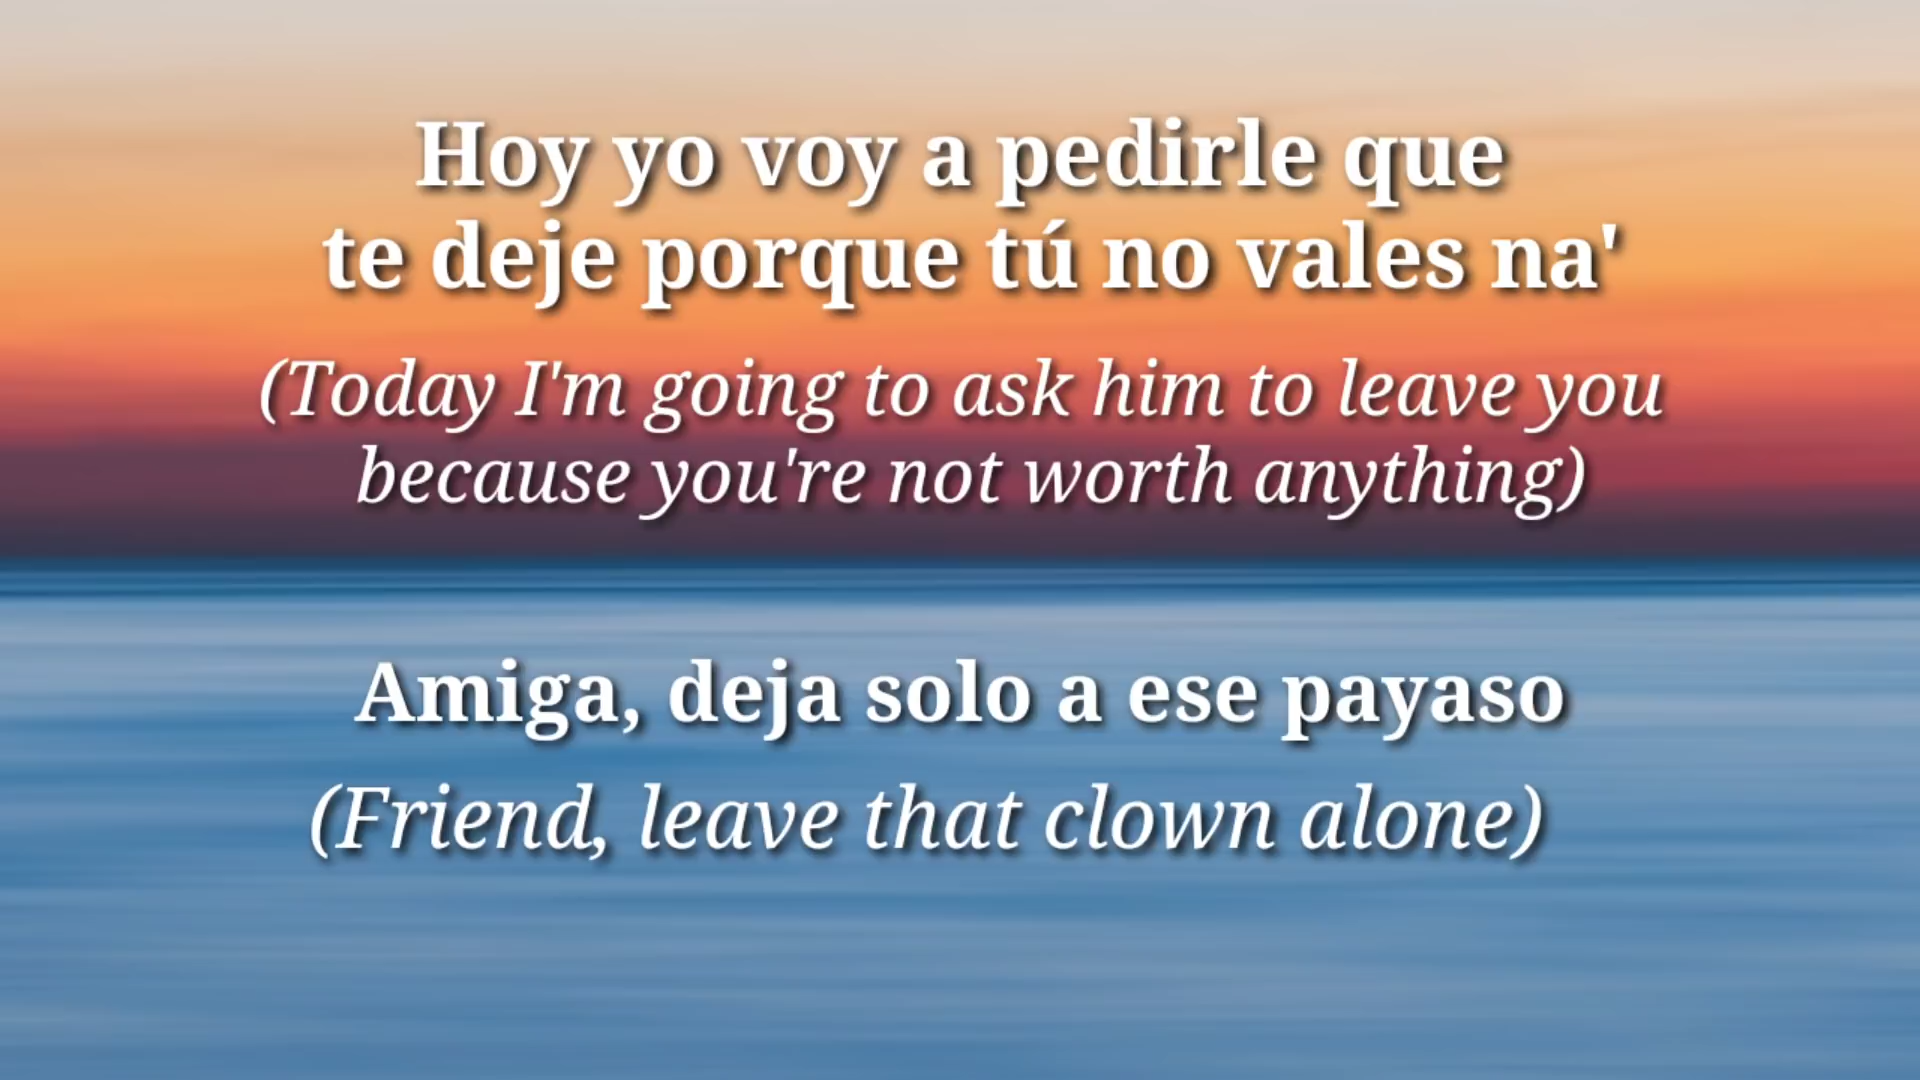 Hoy yo voy a pedirle que
te deje porque tú no vales na'
(Today I'm going to ask him to leave you
because you're not worth anything)
Amiga, deja solo a ese payaso
(Friend, leave that clown alone)